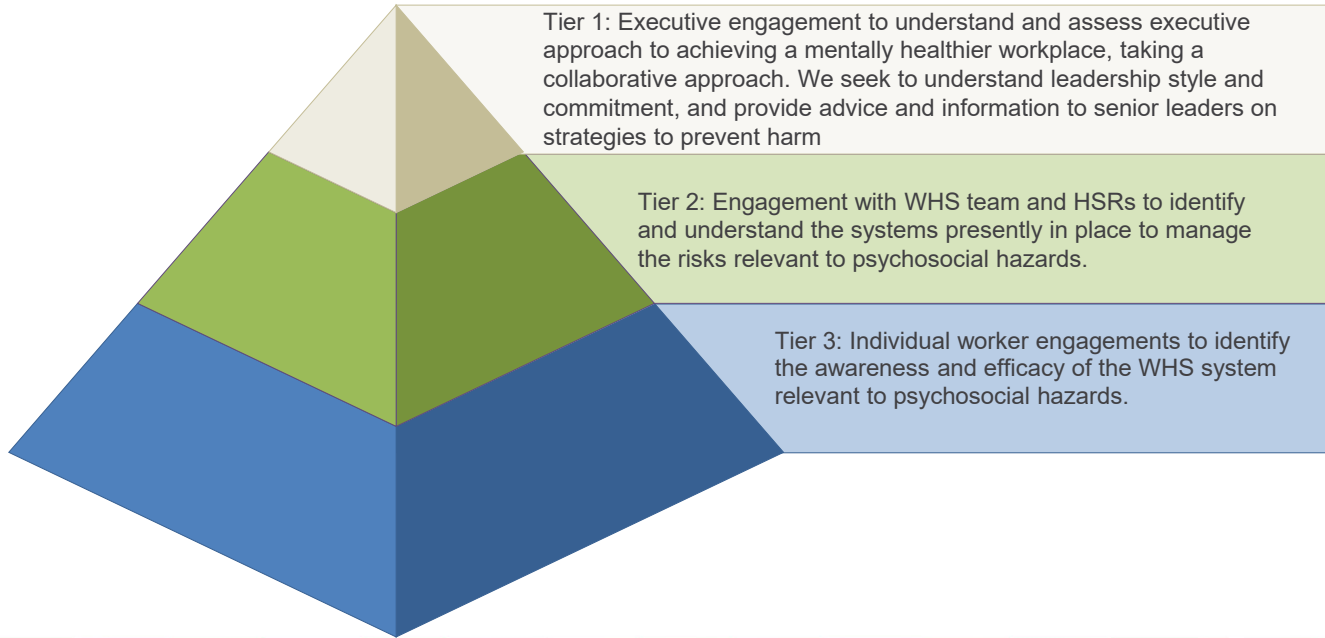 Tier 1: Executive engagement to understand and assess executive
approach to achieving a mentally healthier workplace, taking a
collaborative approach. We seek to understand leadership style and
commitment, and provide advice and information to senior leaders on
strategies to prevent harm
Tier 2: Engagement with WHS team and HSRs to identify
and understand the systems presently in place to manage
the risks relevant to psychosocial hazards.
Tier 3: Individual worker engagements to identify
the awareness and efficacy of the WHS system
relevant to psychosocial hazards.